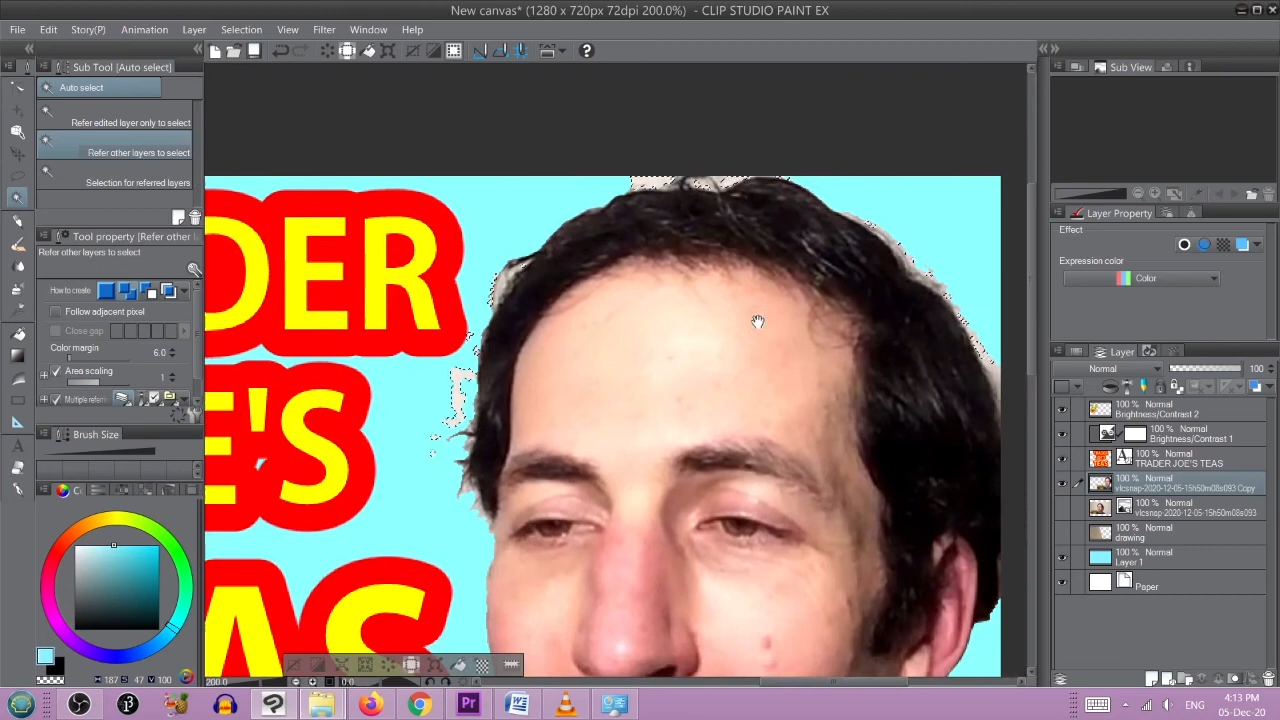 New canvas* (1280 x 720px 72dpi 200.0%)  - CLIP STUDIO PAINT EX
File Edit Story(P) Animation Layer Selection View Filter Window Help
Sub Tool [Auto select]
Auto select
Refer edited layer only to select
Refer other layers to select
Selection for referred layers
Tool property [Refer other lo
Refer other layers to select
How to create
Follow adjacent pixel
Close gap
Color margin
6.0
Area scaling
1
Multiple referri
Brush Size
187 47 V 100
DER
E'S
AS
200.0
0.0
Sub View
Layer Property
Effect
Expression color
Color
Layer
Normal 100
100 % Normal
Brightness/Contrast 2
100 % Normal
Brightness/Contrast 1
100 % Normal
TRADER JOE'S TEAS
100 % Normal
vlcsnap-2020-12-05-15h50m08s093 Copy
100 % Normal
vlcsnap-2020-12-05-15h50m08s093
100 % Normal
drawing
100 % Normal
Layer 1
Paper
Pr
ENG
4:13 PM
05-Dec-20